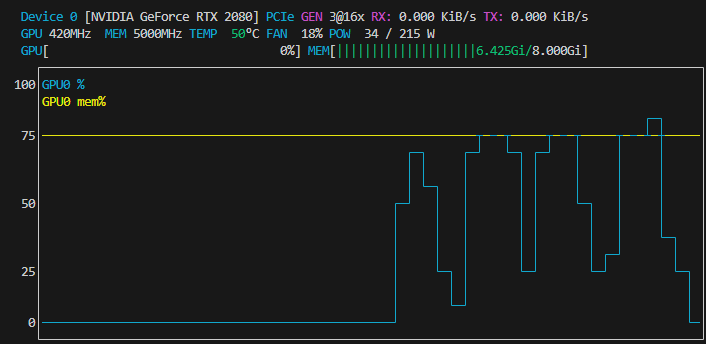 Device 0 [NVIDIA GeForce RTX 2080] PCIe GEN 3@16x RX: 0.000 KiB/s TX: 0.000 KiB/s
GPU 420MHz MEM 5000MHz TEMP 50°C FAN 18% POW 34 / 215 W
GPU[ 0%] MEM[||||||||||||||||||||6.425Gi/8.000Gi]
100 GPU0 %
GPU0 mem%
75
50
25
0